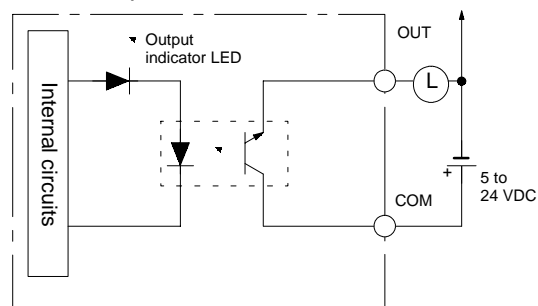 Output
indicator LED
OUT
L
Internal circuits
+
5 to
24 VDC
COM